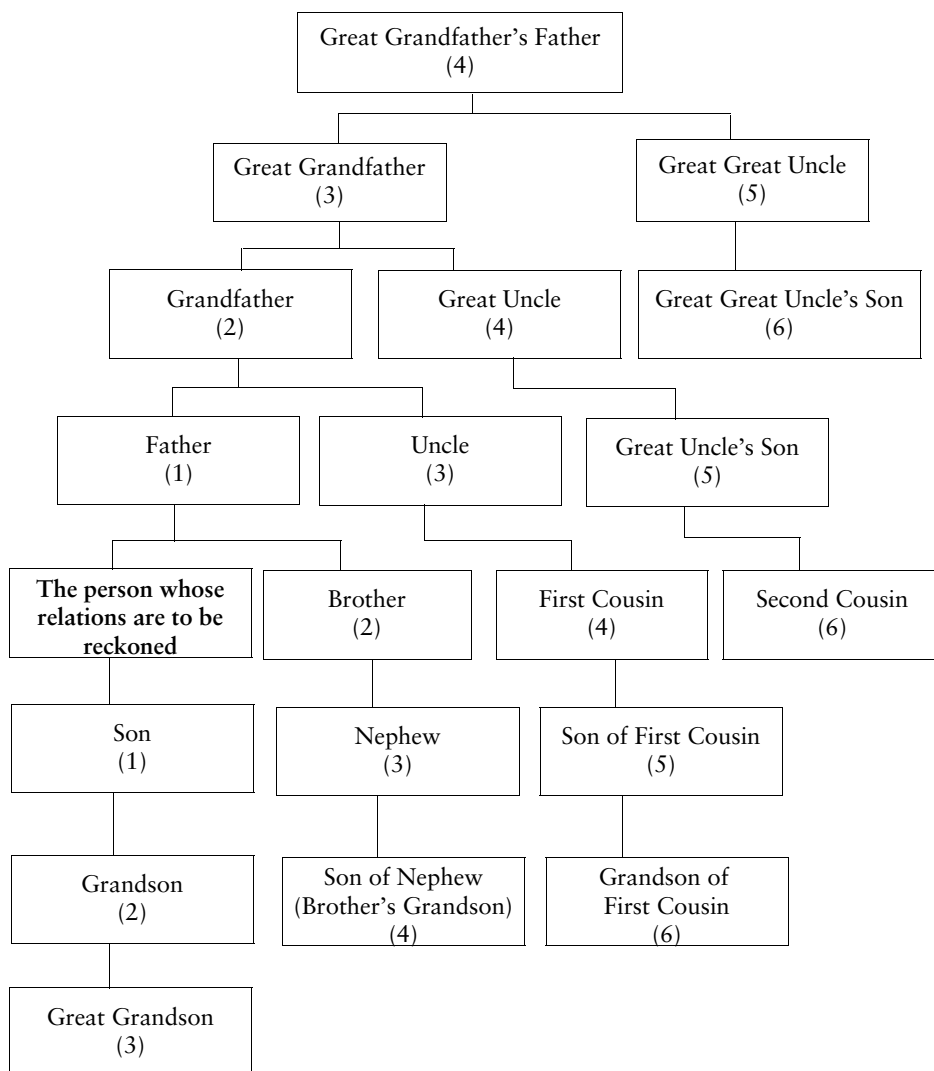 Great Grandfather's Father
(4)
Great Grandfather
(3)
Great Great Uncle
(5)
Grandfather
(2)
Great Uncle
(4)
Great Great Uncle's Son
(6)
Father
(1)
Uncle
(3)
Great Uncle's Son
(5)
The person whose
relations are to be
reckoned
Brother
(2)
First Cousin
(4)
Second Cousin
(6)
Son
(1)
Nephew
(3)
Son of First Cousin
(5)
Grandson
(2)
Son of Nephew
(Brother's Grandson)
(4)
Grandson of
First Cousin
(6)
Great Grandson
(3)